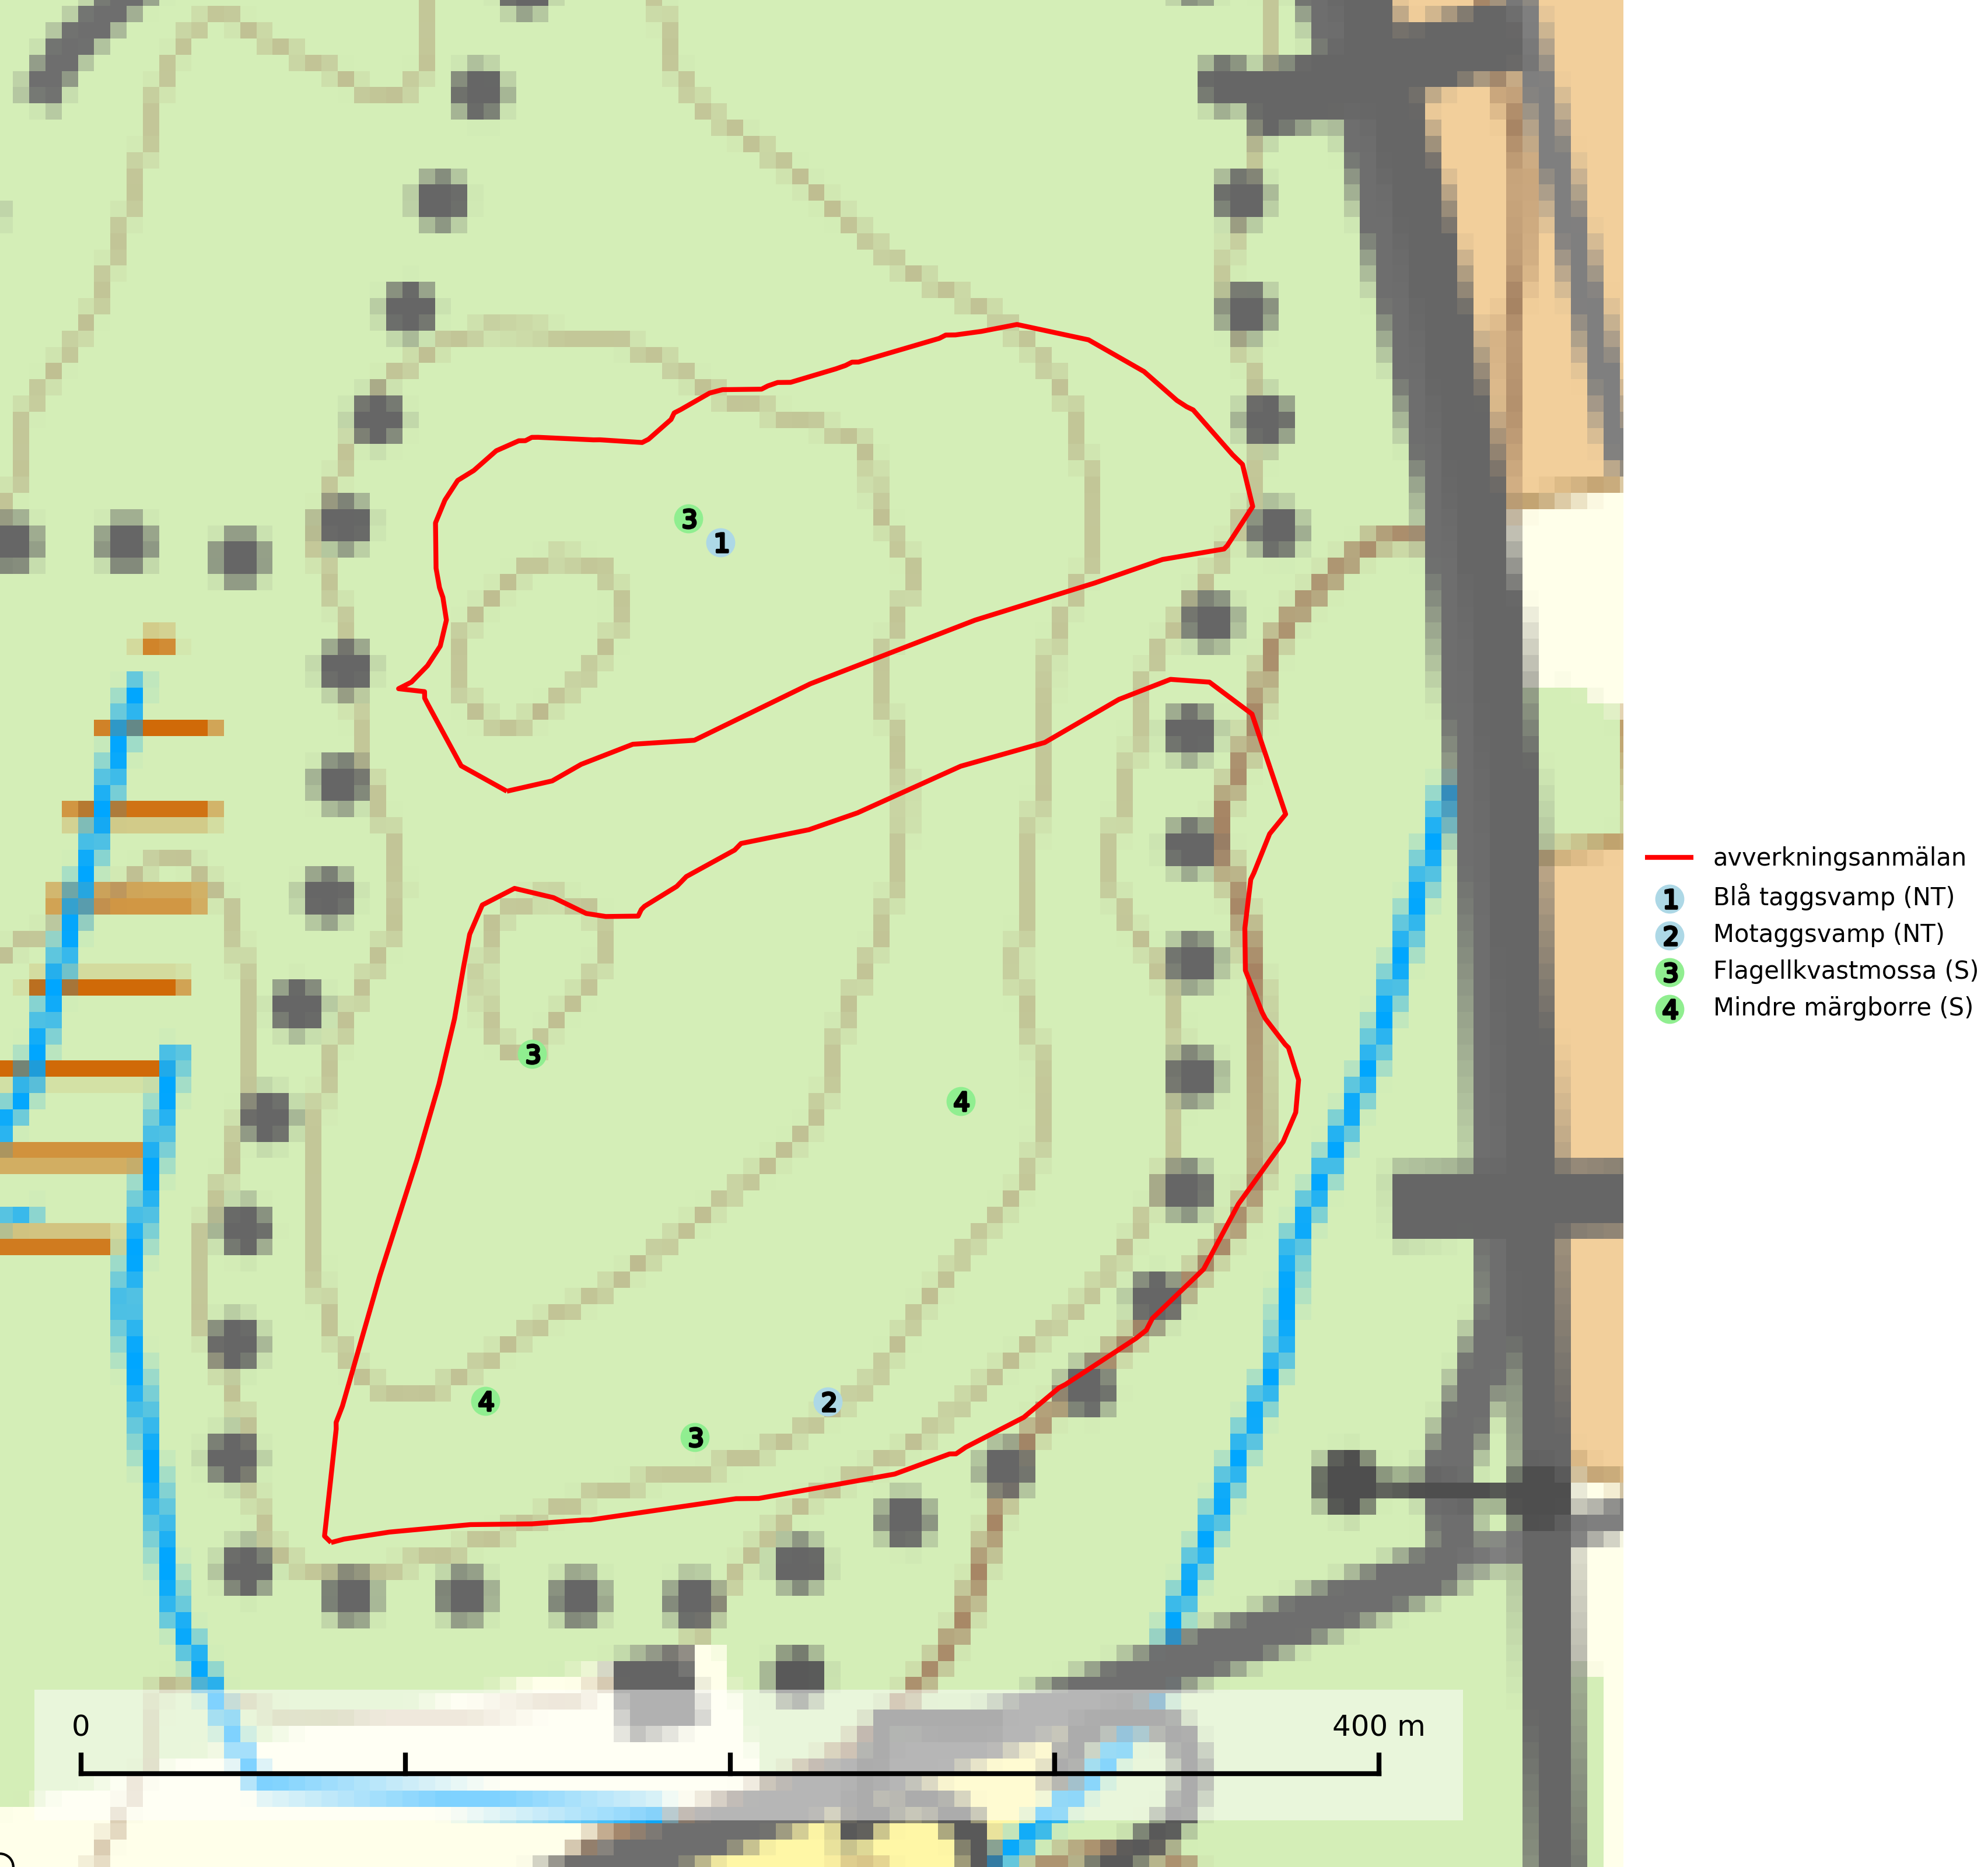 3
1
3
4
4
2
3
avverkningsanmälan
1 Blå taggsvamp (NT)
2 Motaggsvamp (NT)
3 Flagellkvastmossa (S)
4 Mindre märgborre (S)
0 400 m